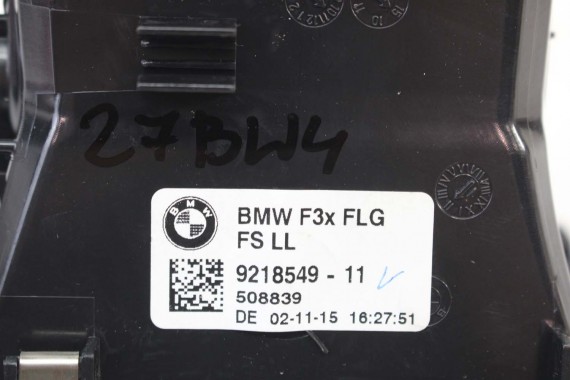 27BW4
BMW
BMW F3x FLG
FS LL
9218549 - 11
508839
DE 02-11-15 16:27:51